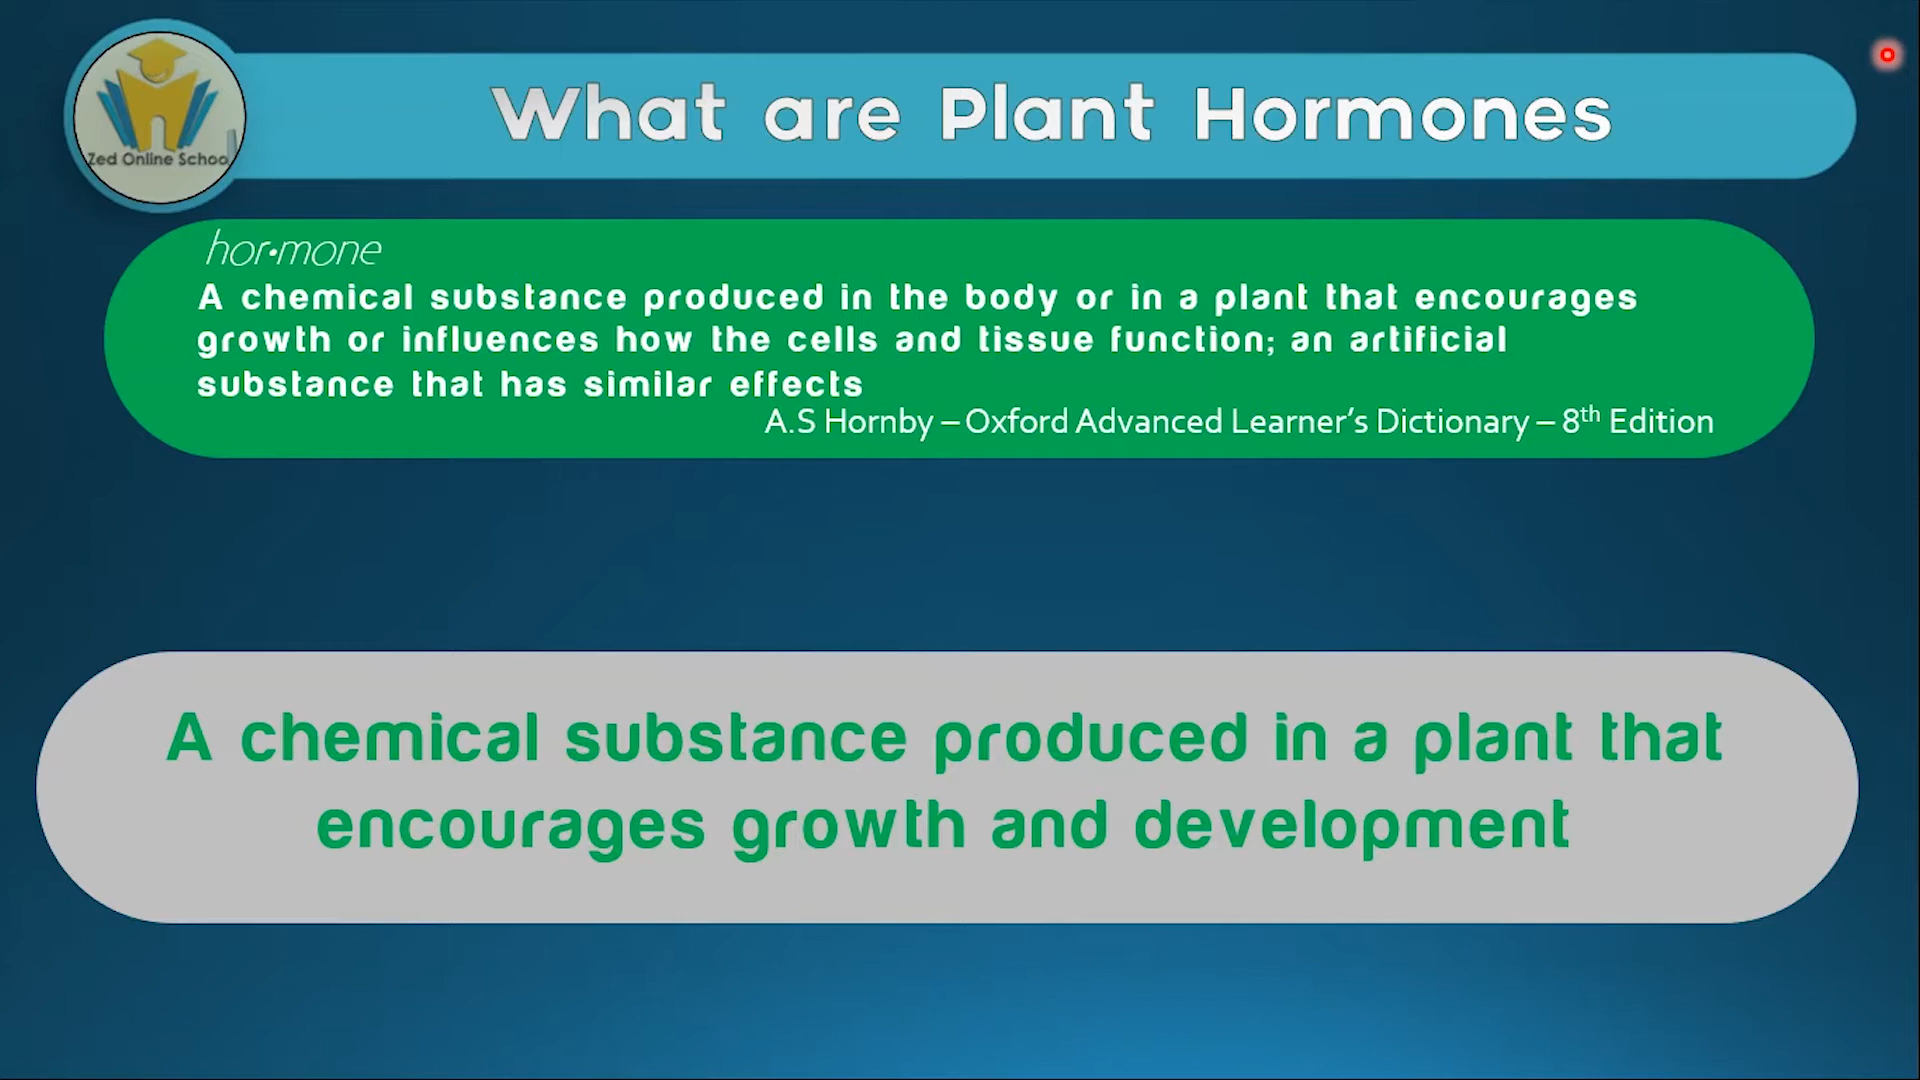 Zed Online School
What are Plant Hormones
hor•mone
A chemical substance produced in the body or in a plant that encourages
growth or influences how the cells and tissue function; an artificial
substance that has similar effects
A.S Hornby – Oxford Advanced Learner's Dictionary – 8th Edition
A chemical substance produced in a plant that
encourages growth and development